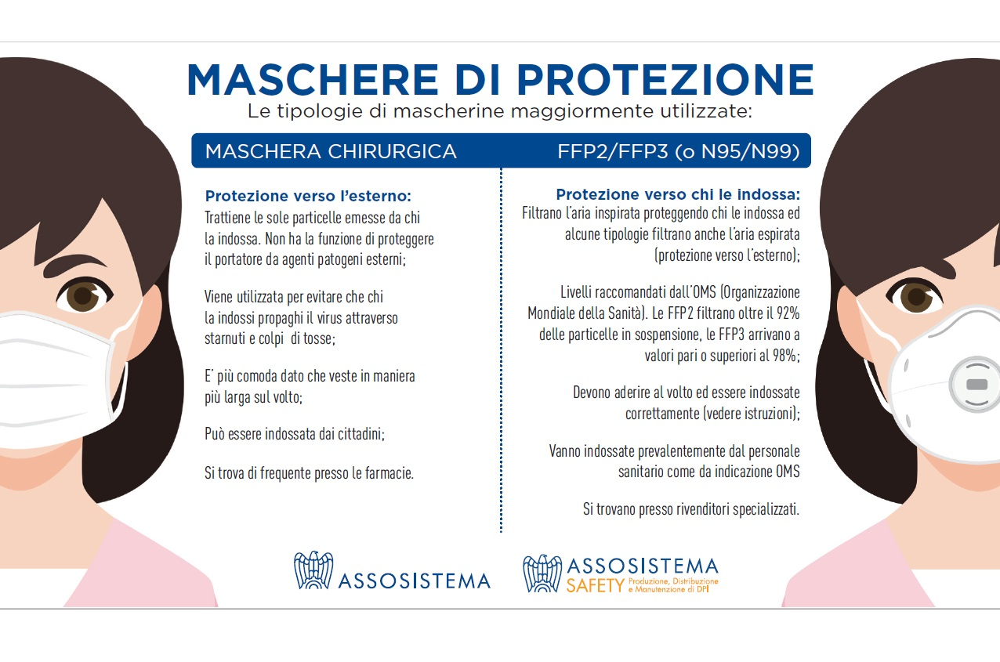 MASCHERE DI PROTEZIONE
Le tipologie di mascherine maggiormente utilizzate:
MASCHERA CHIRURGICA
Protezione verso l'esterno:
Trattiene le sole particelle emesse da chi
la indossa. Non ha la funzione di proteggere
il portatore da agenti patogeni esterni;
Viene utilizzata per evitare che chi
la indossi propaghi il virus attraverso
starnuti e colpi di tosse;
E' più comoda dato che veste in maniera
più larga sul volto;
Può essere indossata dai cittadini;
Si trova di frequente presso le farmacie.
FFP2/FFP3 (o N95/N99)
Protezione verso chi le indossa:
Filtrano l'aria inspirata proteggendo chi le indossa ed
alcune tipologie filtrano anche l'aria espirata
(protezione verso l'esterno);
Livelli raccomandati dall'OMS (Organizzazione
Mondiale della Sanità). Le FFP2 filtrano oltre il 92%
delle particelle in sospensione, le FFP3 arrivano a
valori pari o superiori al 98%;
Devono aderire al volto ed essere indossate
correttamente (vedere istruzioni);
Vanno indossate prevalentemente dal personale
sanitario come da indicazione OMS
Si trovano presso rivenditori specializzati.
ASSOSISTEMA
ASSOSISTEMA
SAFETY
Produzione, Distribuzione
e Manutenzione di DPI